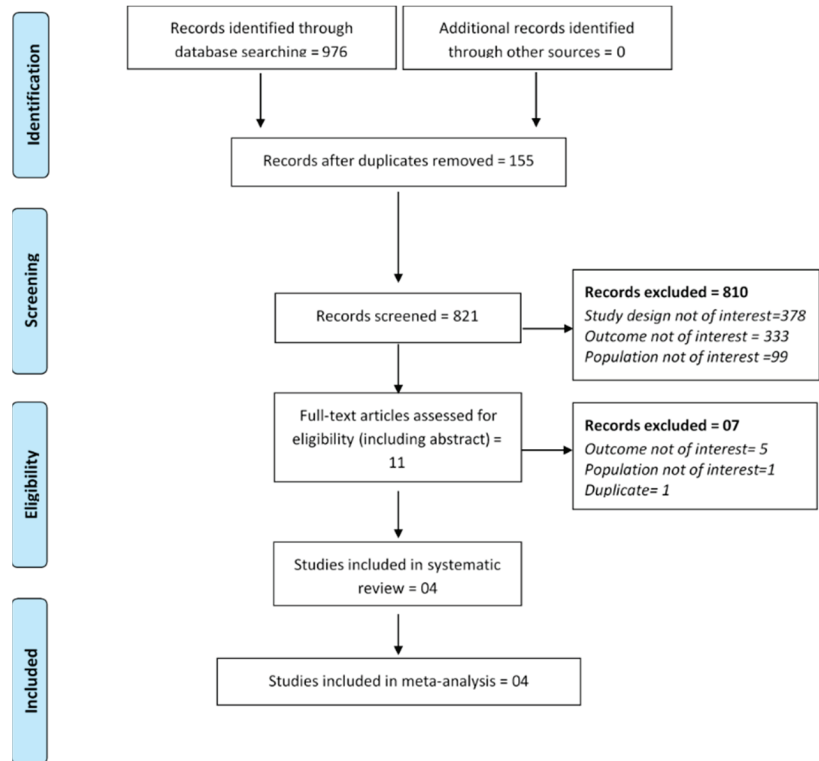 Identification
Records identified through
database searching = 976
Additional records identified
through other sources = 0
Records after duplicates removed = 155
Screening
Records screened = 821
Records excluded = 810
Study design not of interest=378
Outcome not of interest = 333
Population not of interest =99
Eligibility
Full-text articles assessed for
eligibility (including abstract) =
11
Records excluded = 07
Outcome not of interest= 5
Population not of interest=1
Duplicate= 1
Studies included in systematic
review = 04
Included
Studies included in meta-analysis = 04